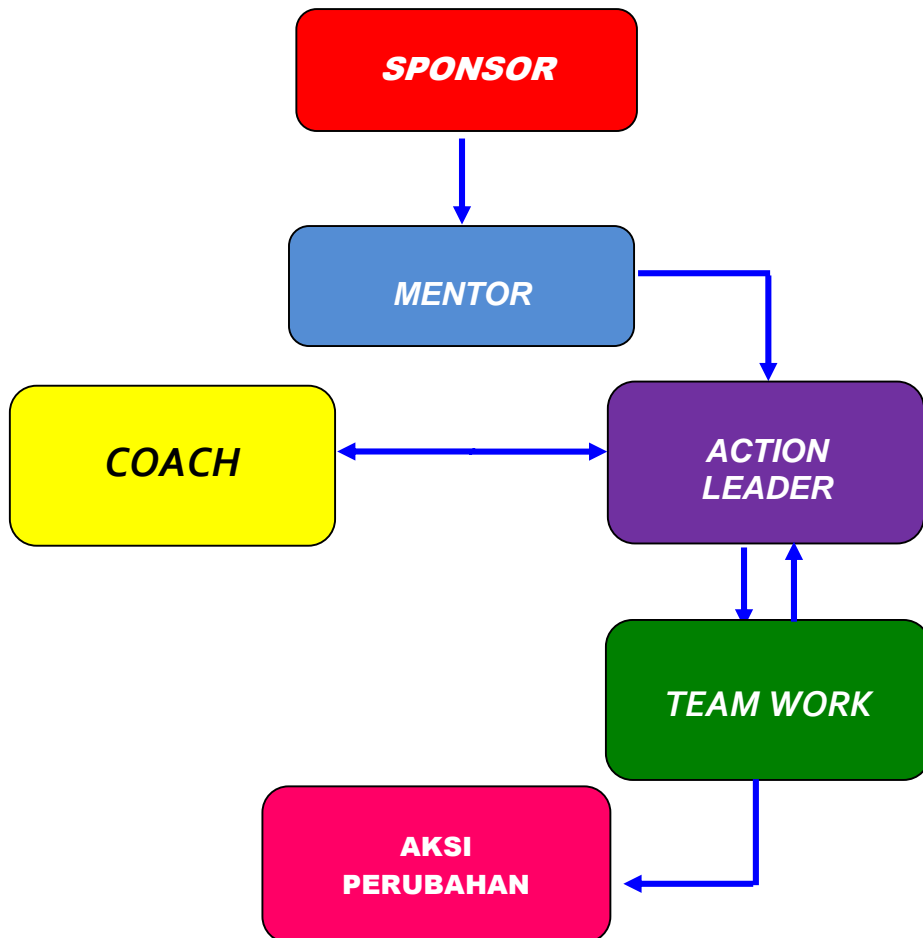 SPONSOR
MENTOR
COACH
ACTION
LEADER
TEAM WORK
AKSI
PERUBAHAN